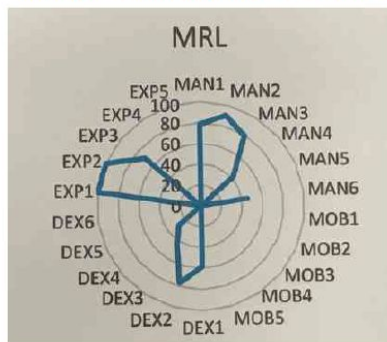 MRL
EXP5 MAN1 MAN2
EXP4 100 MAN3
EXP3 80 MAN4
EXP2 60 MAN5
40
EXP1 20 MAN6
DEX6 0 MOB1
DEX5 MOB2
DEX4 MOB3
DEX3 MOB4
DEX2 DEX1 MOB5